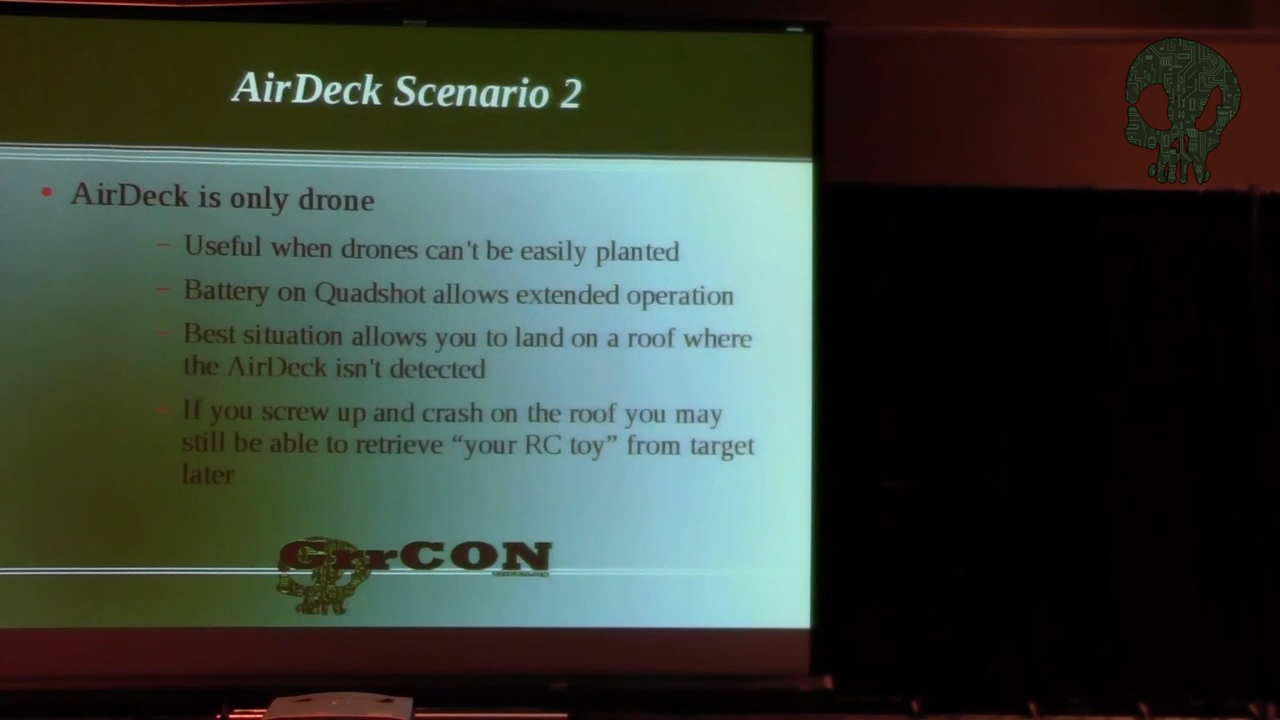 AirDeck Scenario 2
• AirDeck is only drone
– Useful when drones can't be easily planted
– Battery on Quadshot allows extended operation
– Best situation allows you to land on a roof where
the AirDeck isn't detected
– If you screw up and crash on the roof you may
still be able to retrieve “your RC toy” from target
later
GrrCON